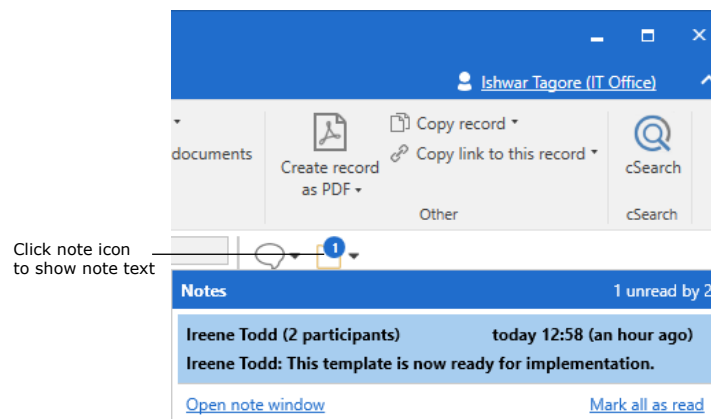 Ishwar Tagore (IT Office)
documents
Create record
as PDF
Copy record
Copy link to this record
Other
cSearch
cSearch
Click note icon
to show note text
1
Notes 1 unread by 2
Ireene Todd (2 participants) today 12:58 (an hour ago)
Ireene Todd: This template is now ready for implementation.
Open note window Mark all as read